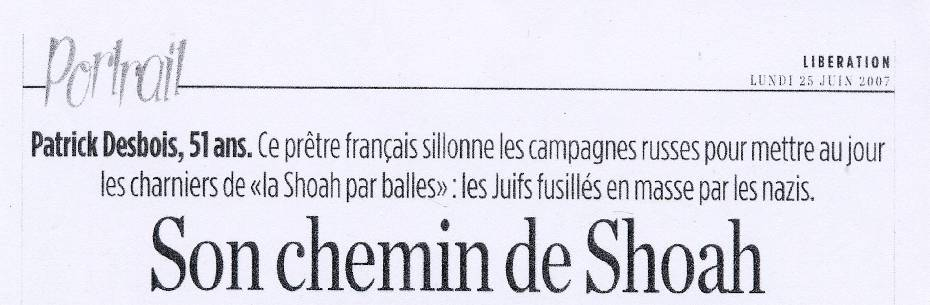 Portrait
LIBERATION
LUNDI 25 JUIN 2007
Patrick Desbois, 51 ans. Ce prêtre français sillonne les campagnes russes pour mettre au jour
les charniers de «la Shoah par balles» : les Juifs fusillés en masse par les nazis.
Son chemin de Shoah